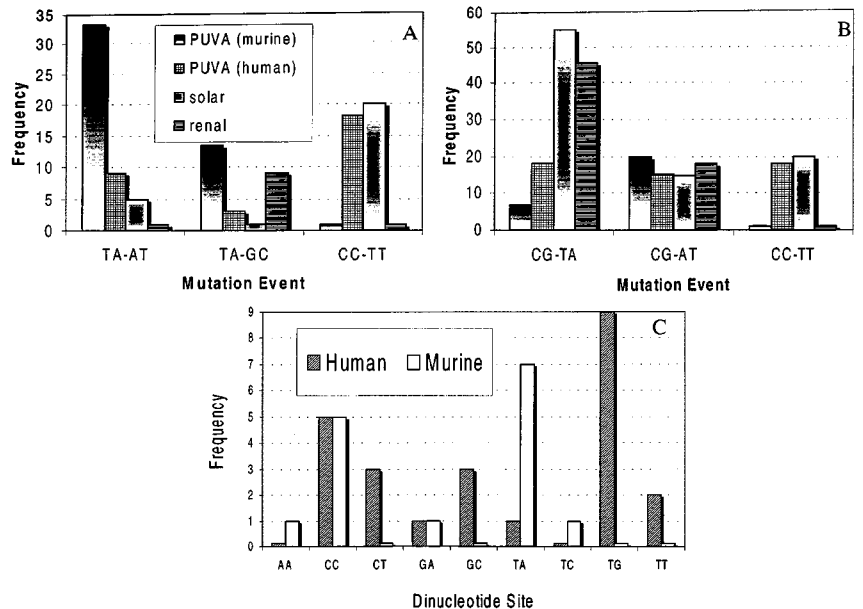 A
35
30
25
20
15
10
5
0
Frequency
PUVA (murine)
PUVA (human)
solar
renal
TA-AT
TA-GC
CC-TT
Mutation Event
B
60
50
40
30
20
10
0
Frequency
CG-TA
CG-AT
CC-TT
Mutation Event
C
9
8
7
6
5
4
3
2
1
0
Frequency
Human
Murine
AA
CC
CT
GA
GC
TA
TC
TG
TT
Dinucleotide Site